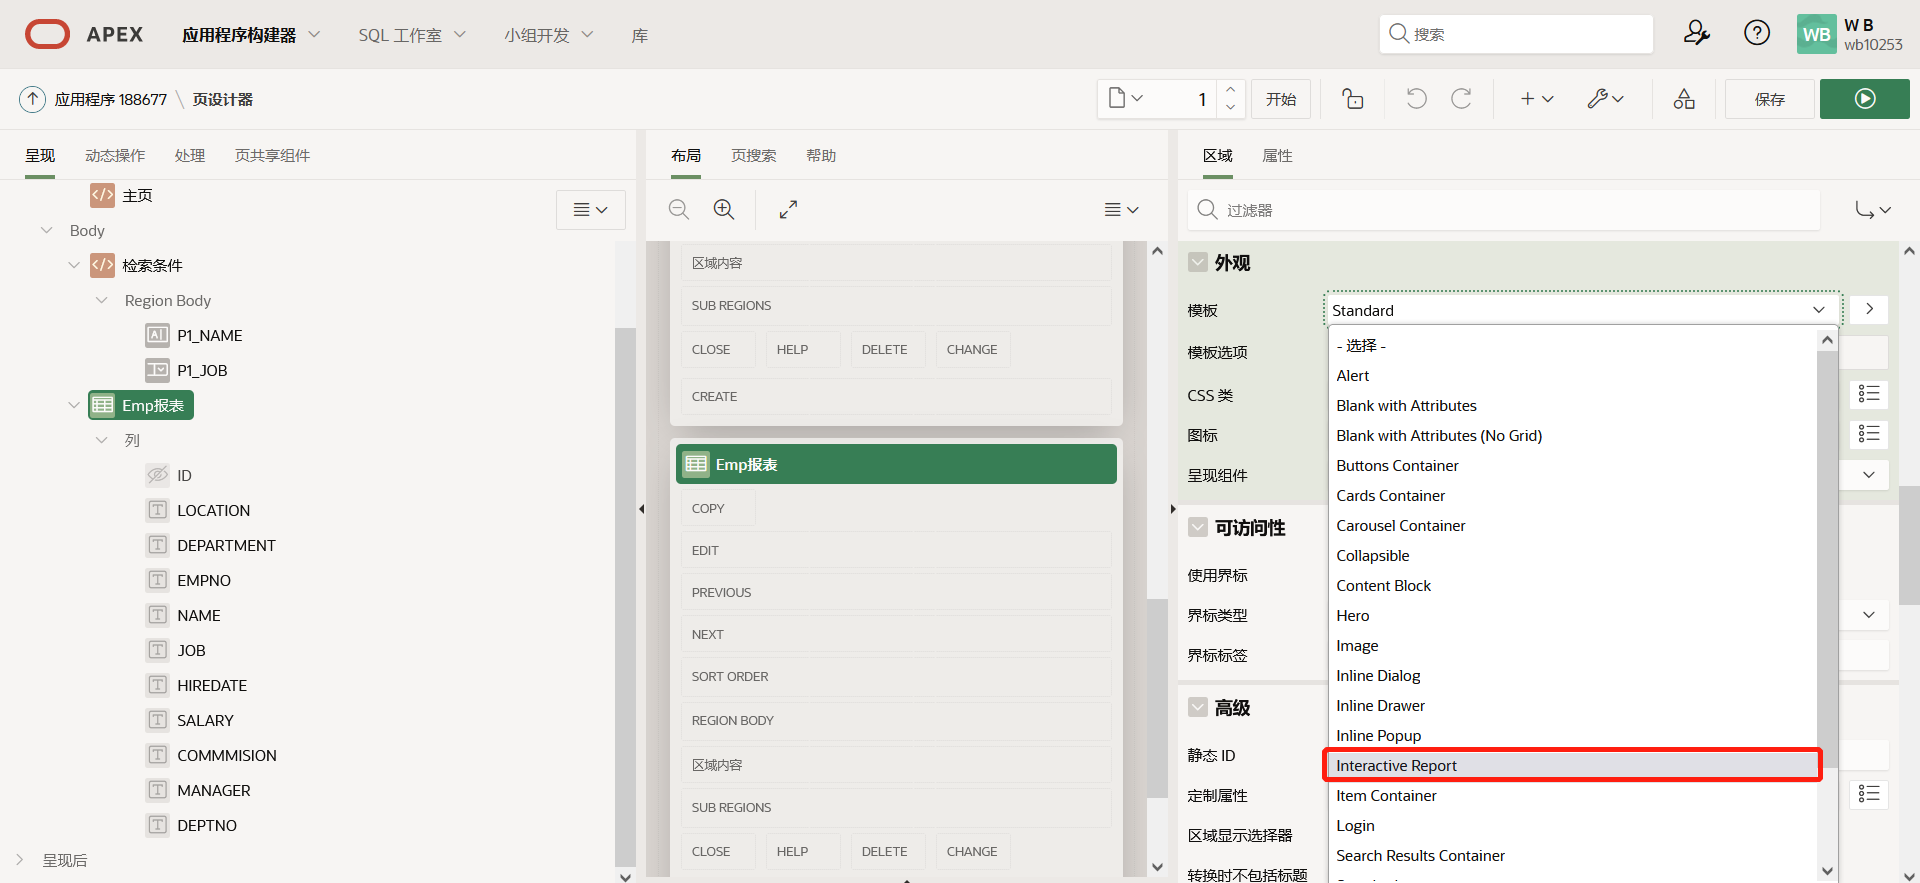 APEX
应用程序构建器
SQL 工作室
小组开发
库
搜索
WB
W B
wb10253
应用程序 188677 \ 页设计器
1
开始
保存
呈现
动态操作
处理
页共享组件
主页
Body
检索条件
Region Body
P1_NAME
P1_JOB
Emp报表
列
ID
LOCATION
DEPARTMENT
EMPNO
NAME
JOB
HIREDATE
SALARY
COMMMISION
MANAGER
DEPTNO
呈现后
布局
页搜索
帮助
区域内容
SUB REGIONS
CLOSE
HELP
DELETE
CHANGE
CREATE
Emp报表
COPY
EDIT
PREVIOUS
NEXT
SORT ORDER
REGION BODY
区域内容
SUB REGIONS
CLOSE
HELP
DELETE
CHANGE
区域
属性
过滤器
外观
模板
Standard
模板选项
CSS 类
图标
呈现组件
可访问性
使用界标
界标类型
界标标签
高级
静态 ID
定制属性
区域显示选择器
转换时不包括标题
- 选择 -
Alert
Blank with Attributes
Blank with Attributes (No Grid)
Buttons Container
Cards Container
Carousel Container
Collapsible
Content Block
Hero
Image
Inline Dialog
Inline Drawer
Inline Popup
Interactive Report
Item Container
Login
Search Results Container